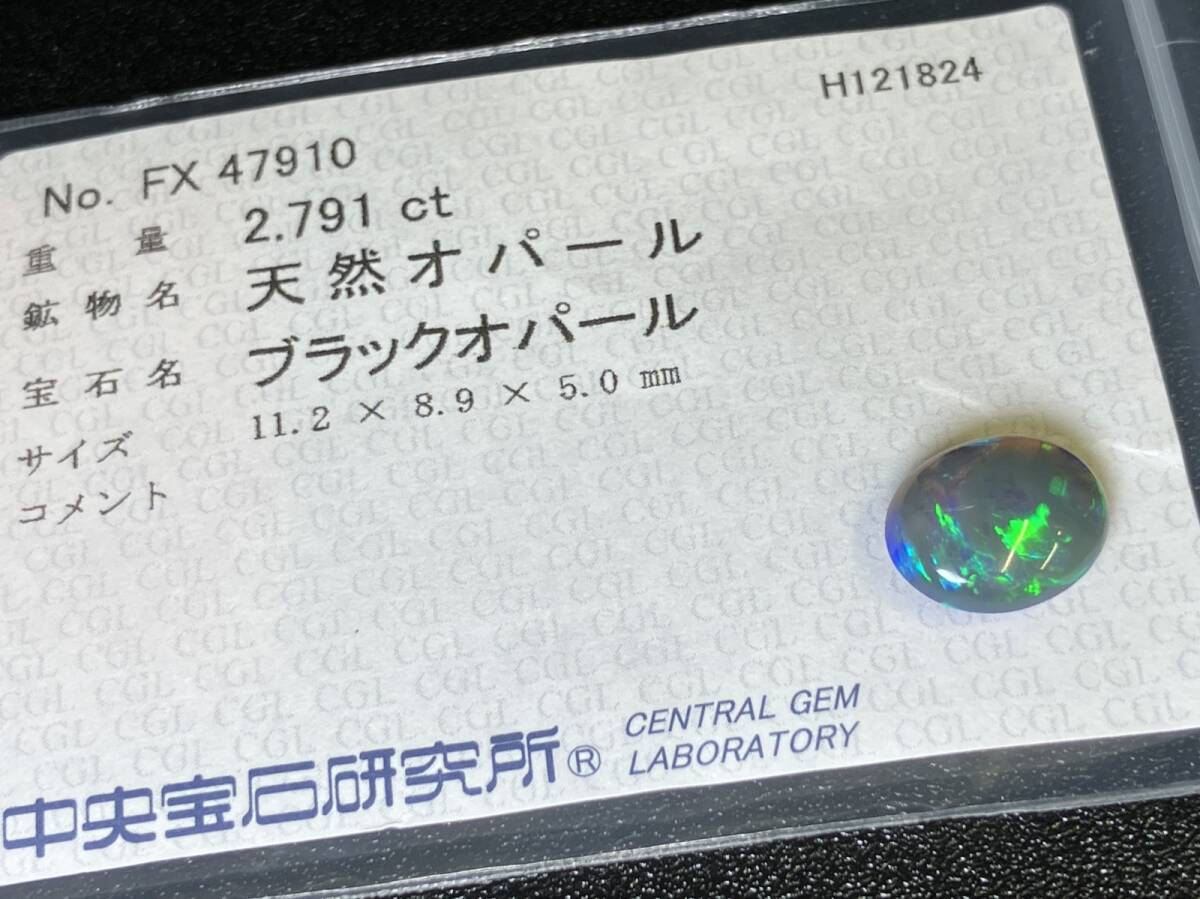 H121824
No. FX 47910
重量 2.791 ct
鉱物名 天然オパール
宝石名 ブラックオパール
サイズ 11.2 × 8.9 × 5.0 mm
コメント
中央宝石研究所® CENTRAL GEM
LABORATORY